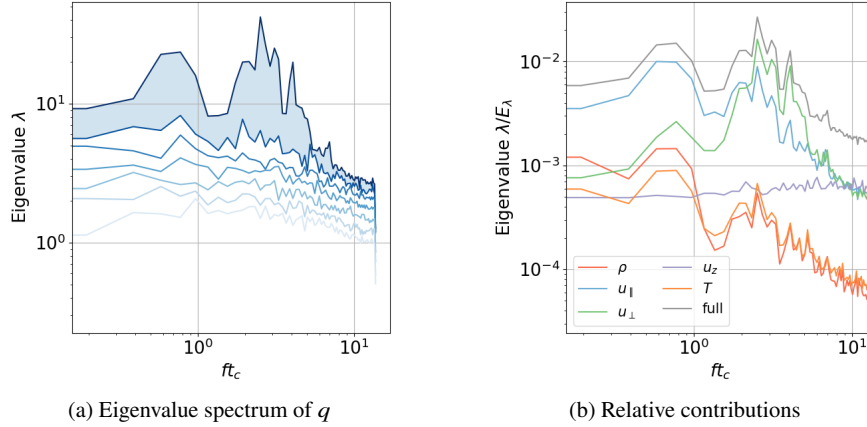 Eigenvalue λ
10¹
10⁰
10⁰
10¹
ftc
(a) Eigenvalue spectrum of q
Eigenvalue λ/Eλ
10⁻²
10⁻³
10⁻⁴
ρ
u∥
u⊥
uz
T
full
10⁰
10¹
ftc
(b) Relative contributions